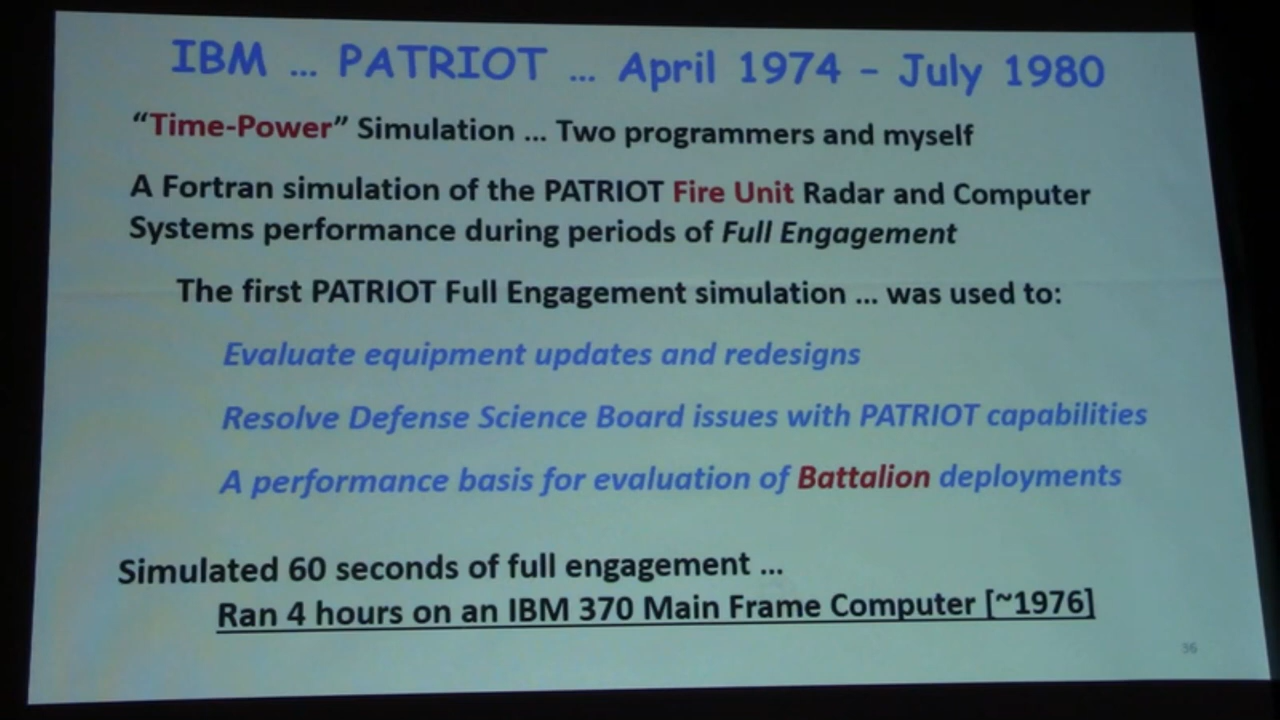 IBM ... PATRIOT ... April 1974 - July 1980
“Time-Power” Simulation ... Two programmers and myself
A Fortran simulation of the PATRIOT Fire Unit Radar and Computer
Systems performance during periods of Full Engagement
The first PATRIOT Full Engagement simulation ... was used to:
Evaluate equipment updates and redesigns
Resolve Defense Science Board issues with PATRIOT capabilities
A performance basis for evaluation of Battalion deployments
Simulated 60 seconds of full engagement ...
Ran 4 hours on an IBM 370 Main Frame Computer [~1976]
36